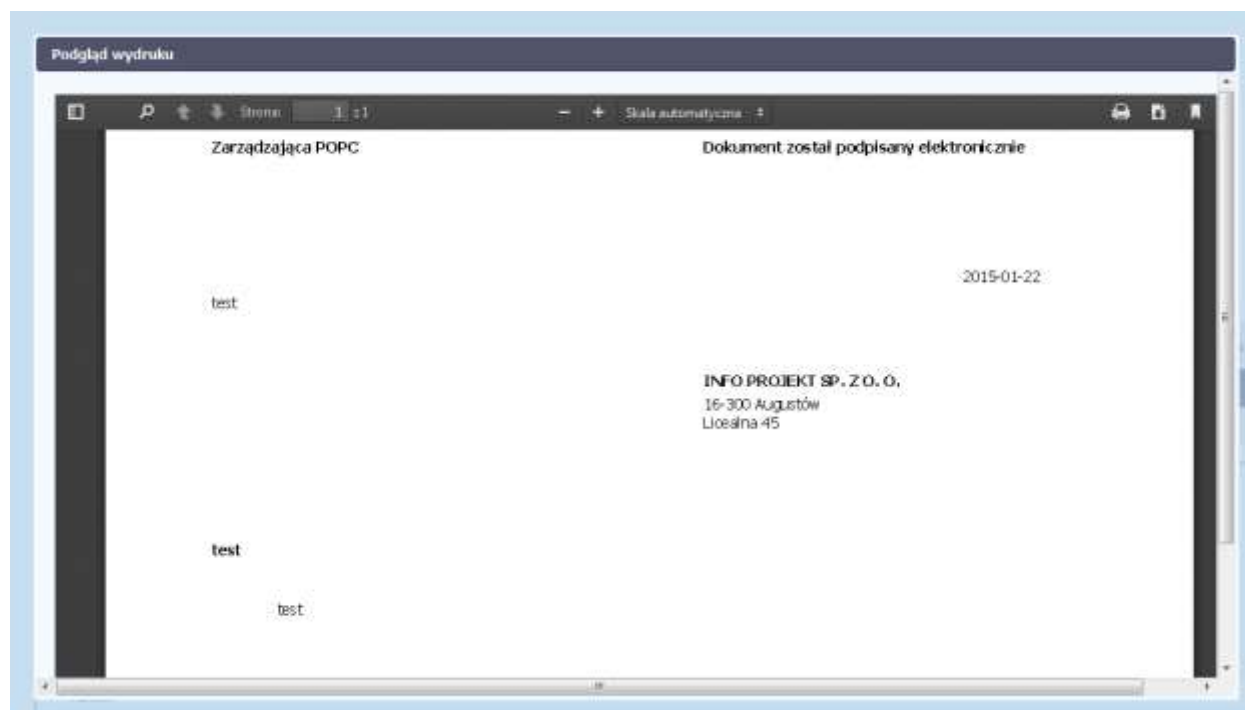 Podgląd wydruku
Strona: 1 z 1 Skala automatyczna
Zarządzająca POPC Dokument został podpisany elektronicznie
2015-01-22
test
INFO PROJEKT SP. Z O. O.
16-300 Augustów
Licealna 45
test
test